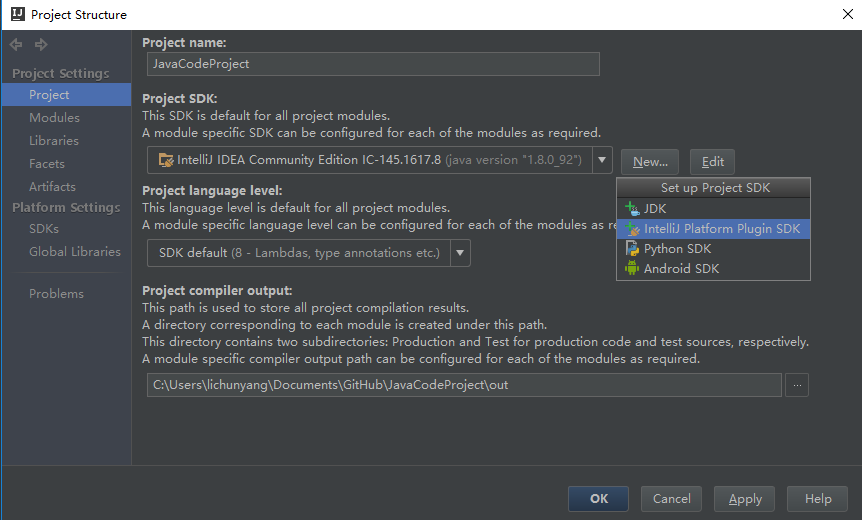 Project Structure
Project Settings
Project
Modules
Libraries
Facets
Artifacts
Platform Settings
SDKs
Global Libraries
Problems
Project name:
JavaCodeProject
Project SDK:
This SDK is default for all project modules.
A module specific SDK can be configured for each of the modules as required.
IntelliJ IDEA Community Edition IC-145.1617.8 (java version "1.8.0_92")
New...
Edit
Set up Project SDK
JDK
IntelliJ Platform Plugin SDK
Python SDK
Android SDK
Project language level:
This language level is default for all project modules.
A module specific language level can be configured for each of the modules as re
SDK default (8 - Lambdas, type annotations etc.)
Project compiler output:
This path is used to store all project compilation results.
A directory corresponding to each module is created under this path.
This directory contains two subdirectories: Production and Test for production code and test sources, respectively.
A module specific compiler output path can be configured for each of the modules as required.
C:\Users\lichunyang\Documents\GitHub\JavaCodeProject\out
...
OK
Cancel
Apply
Help